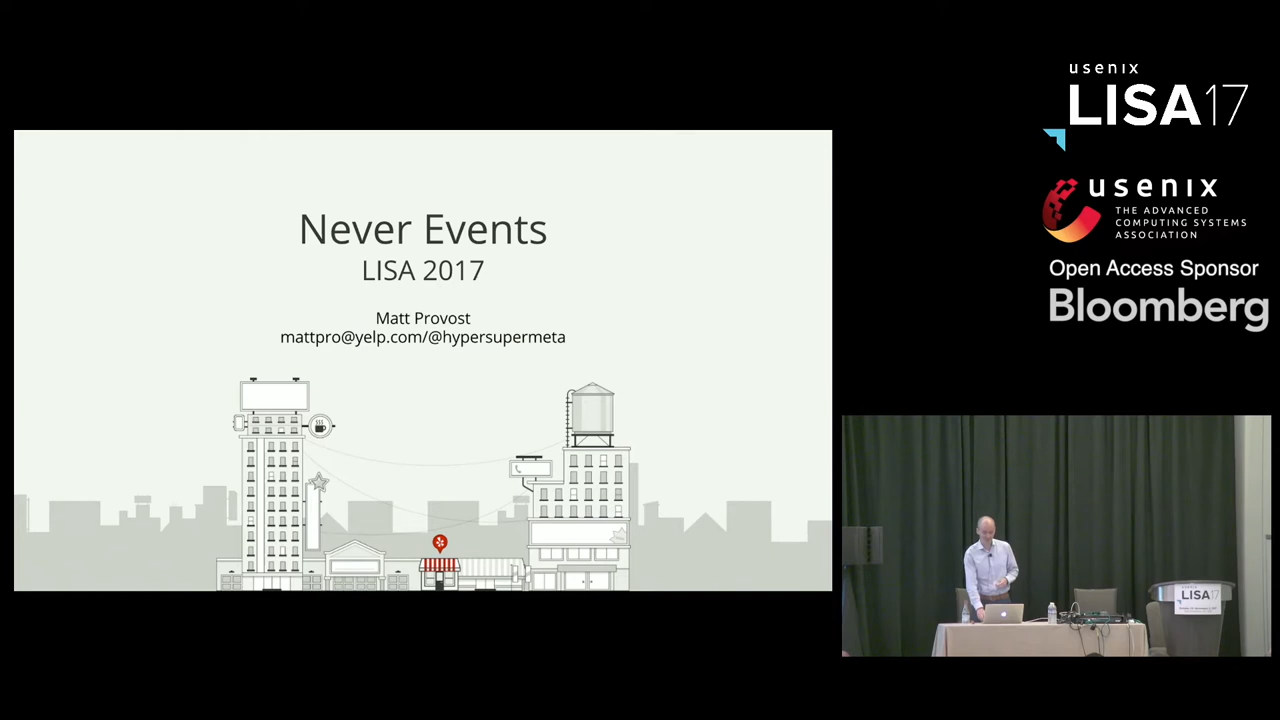 Never Events
LISA 2017
Matt Provost
mattpro@yelp.com/@hypersupermeta
usenix
LISA17
usenix
THE ADVANCED
COMPUTING SYSTEMS
ASSOCIATION
Open Access Sponsor
Bloomberg
LISA17